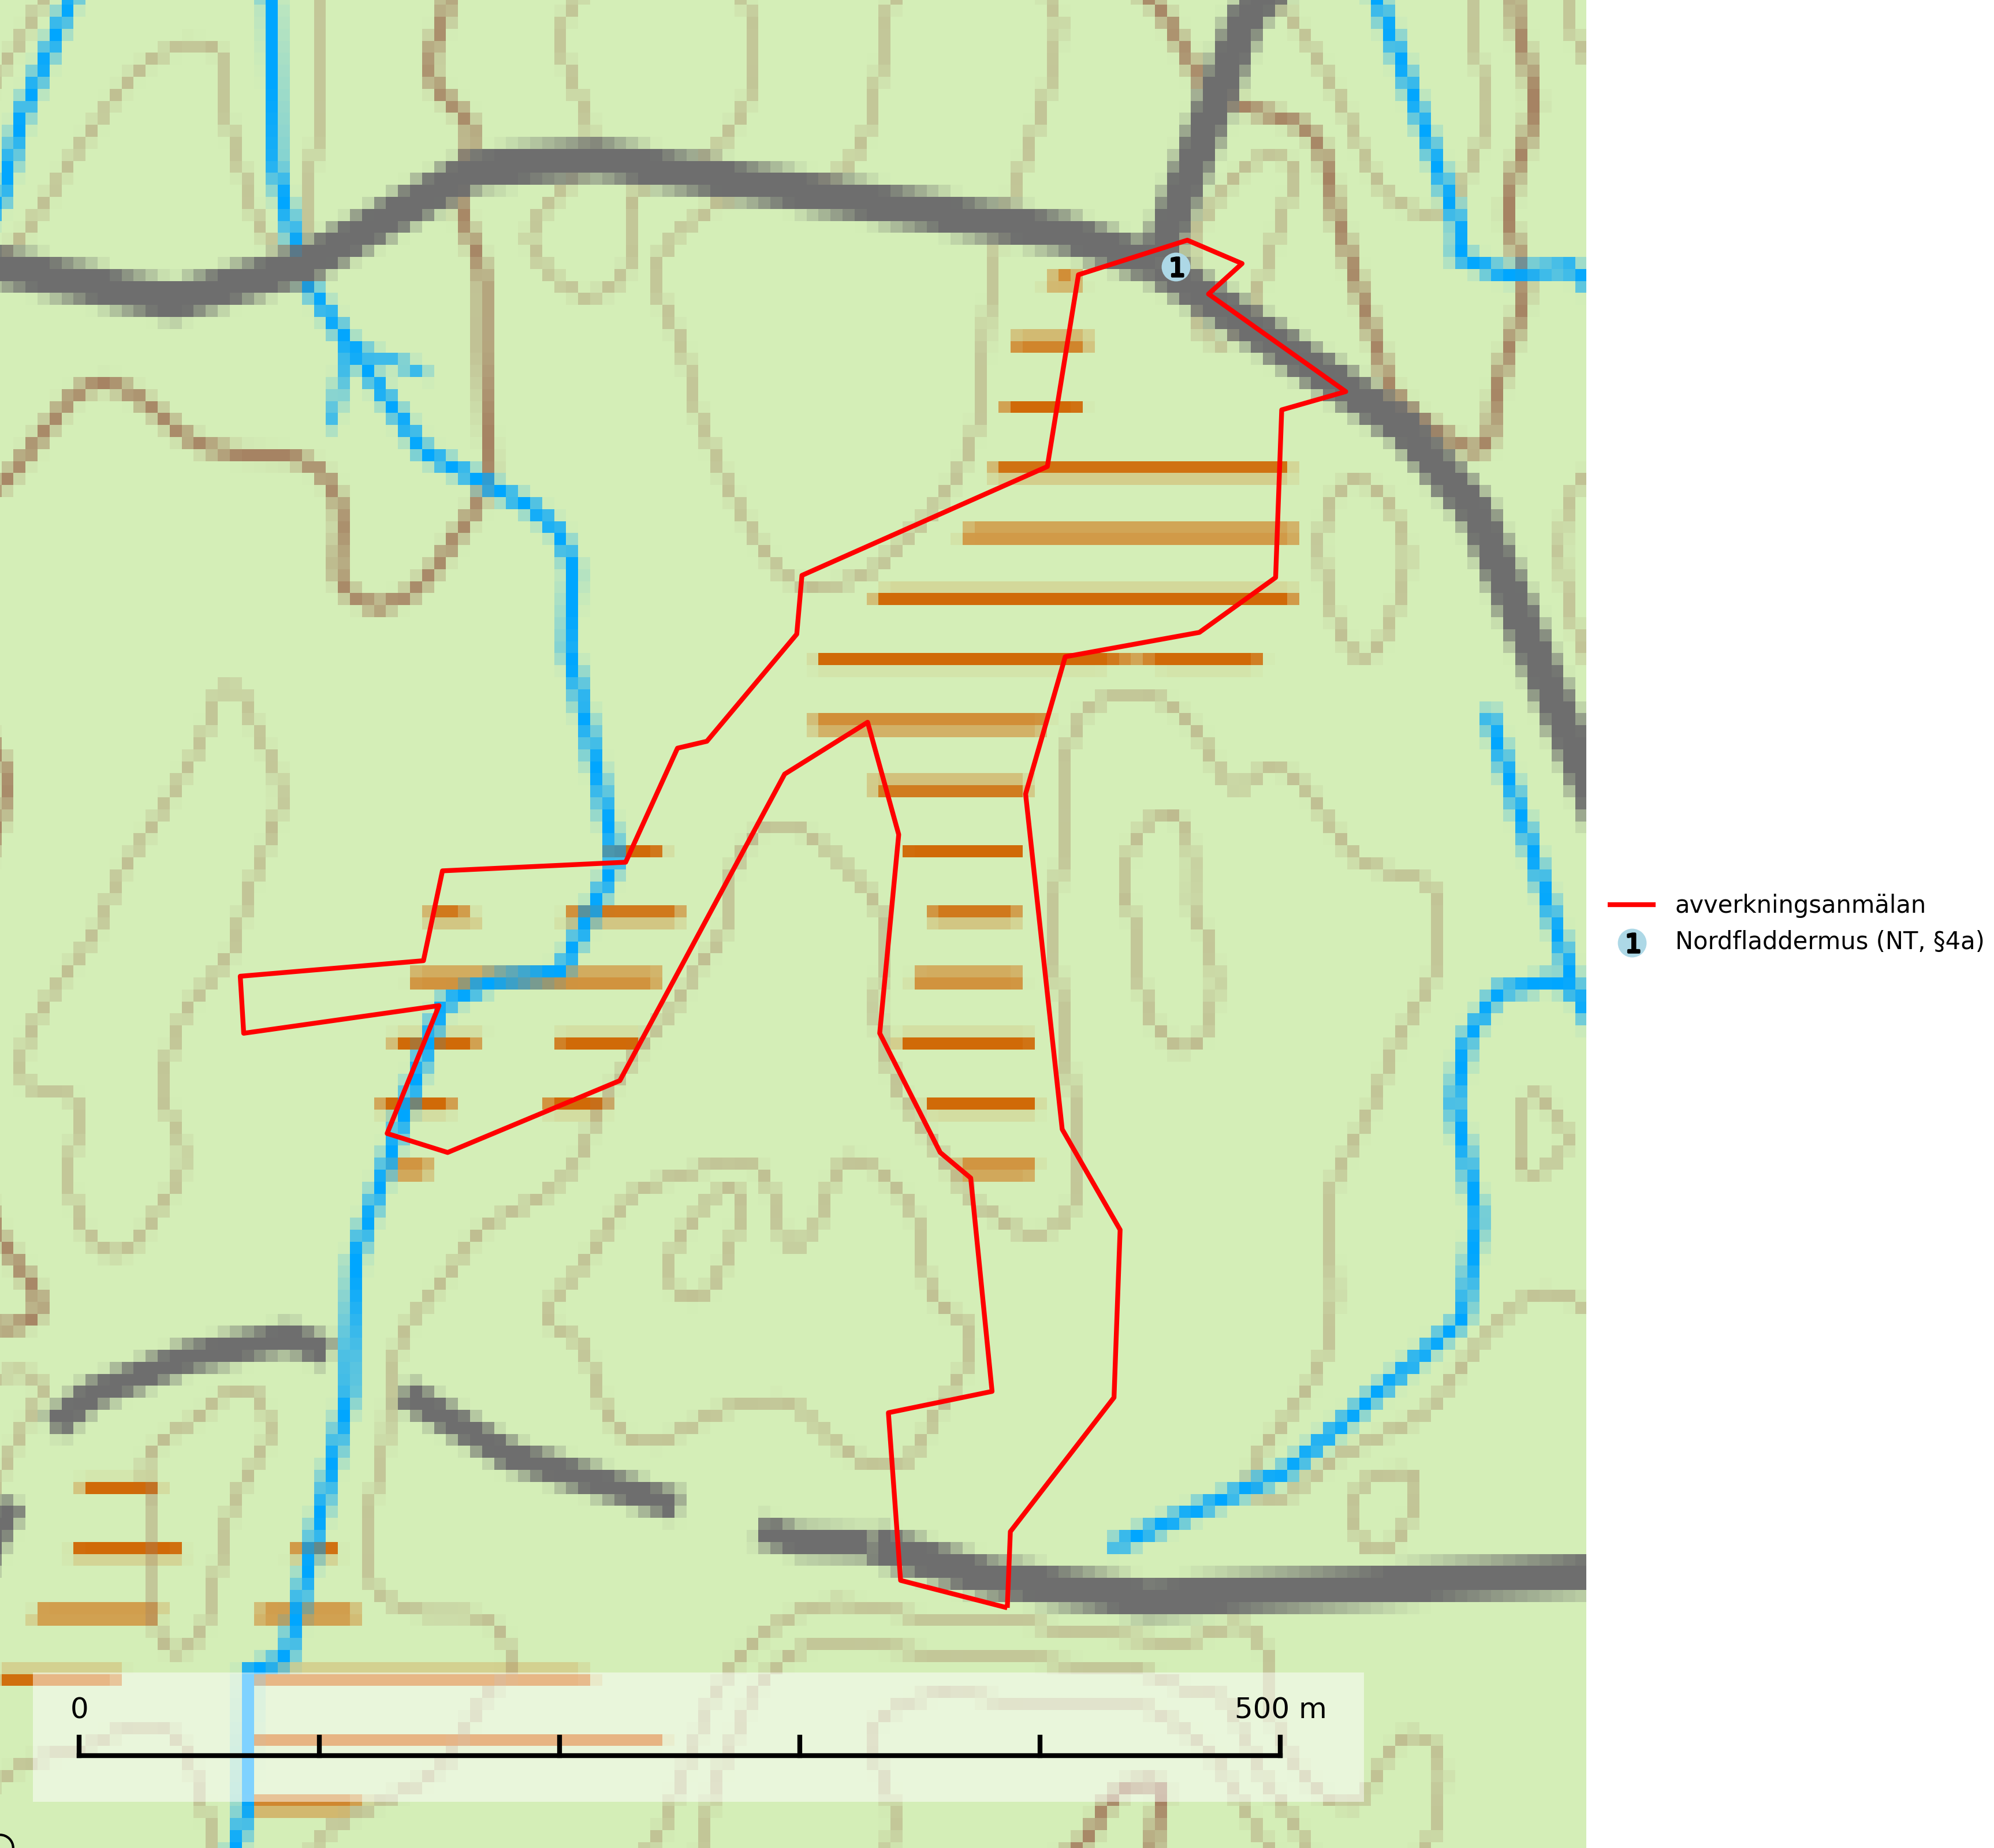 1
avverkningsanmälan
1 Nordfladdermus (NT, §4a)
0 500 m